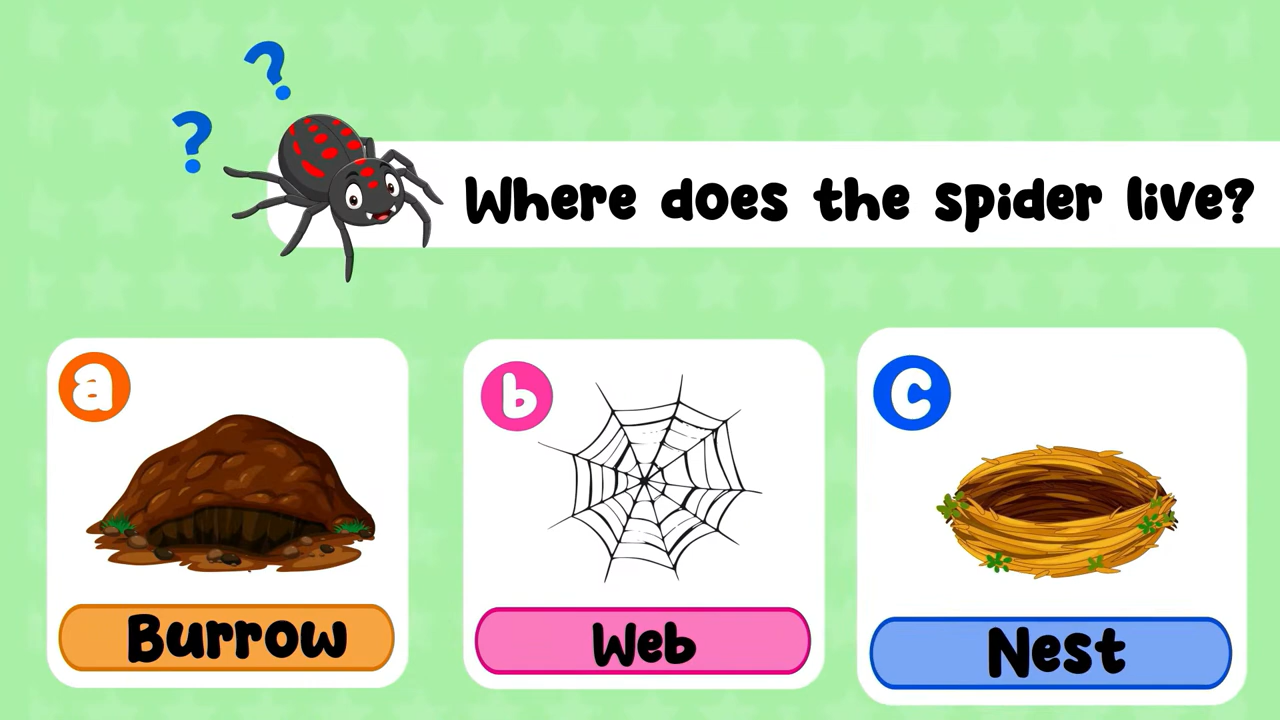 ? ?
Where does the spider live?
a
b
c
Burrow
Web
Nest